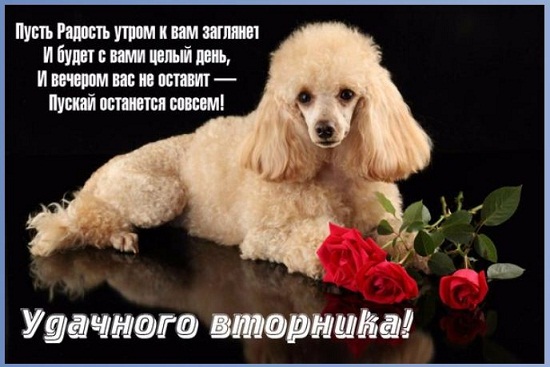 Пусть Радость утром к вам заглянет
И будет с вами целый день,
И вечером вас не оставит —
Пускай останется совсем!
Удачного вторника!